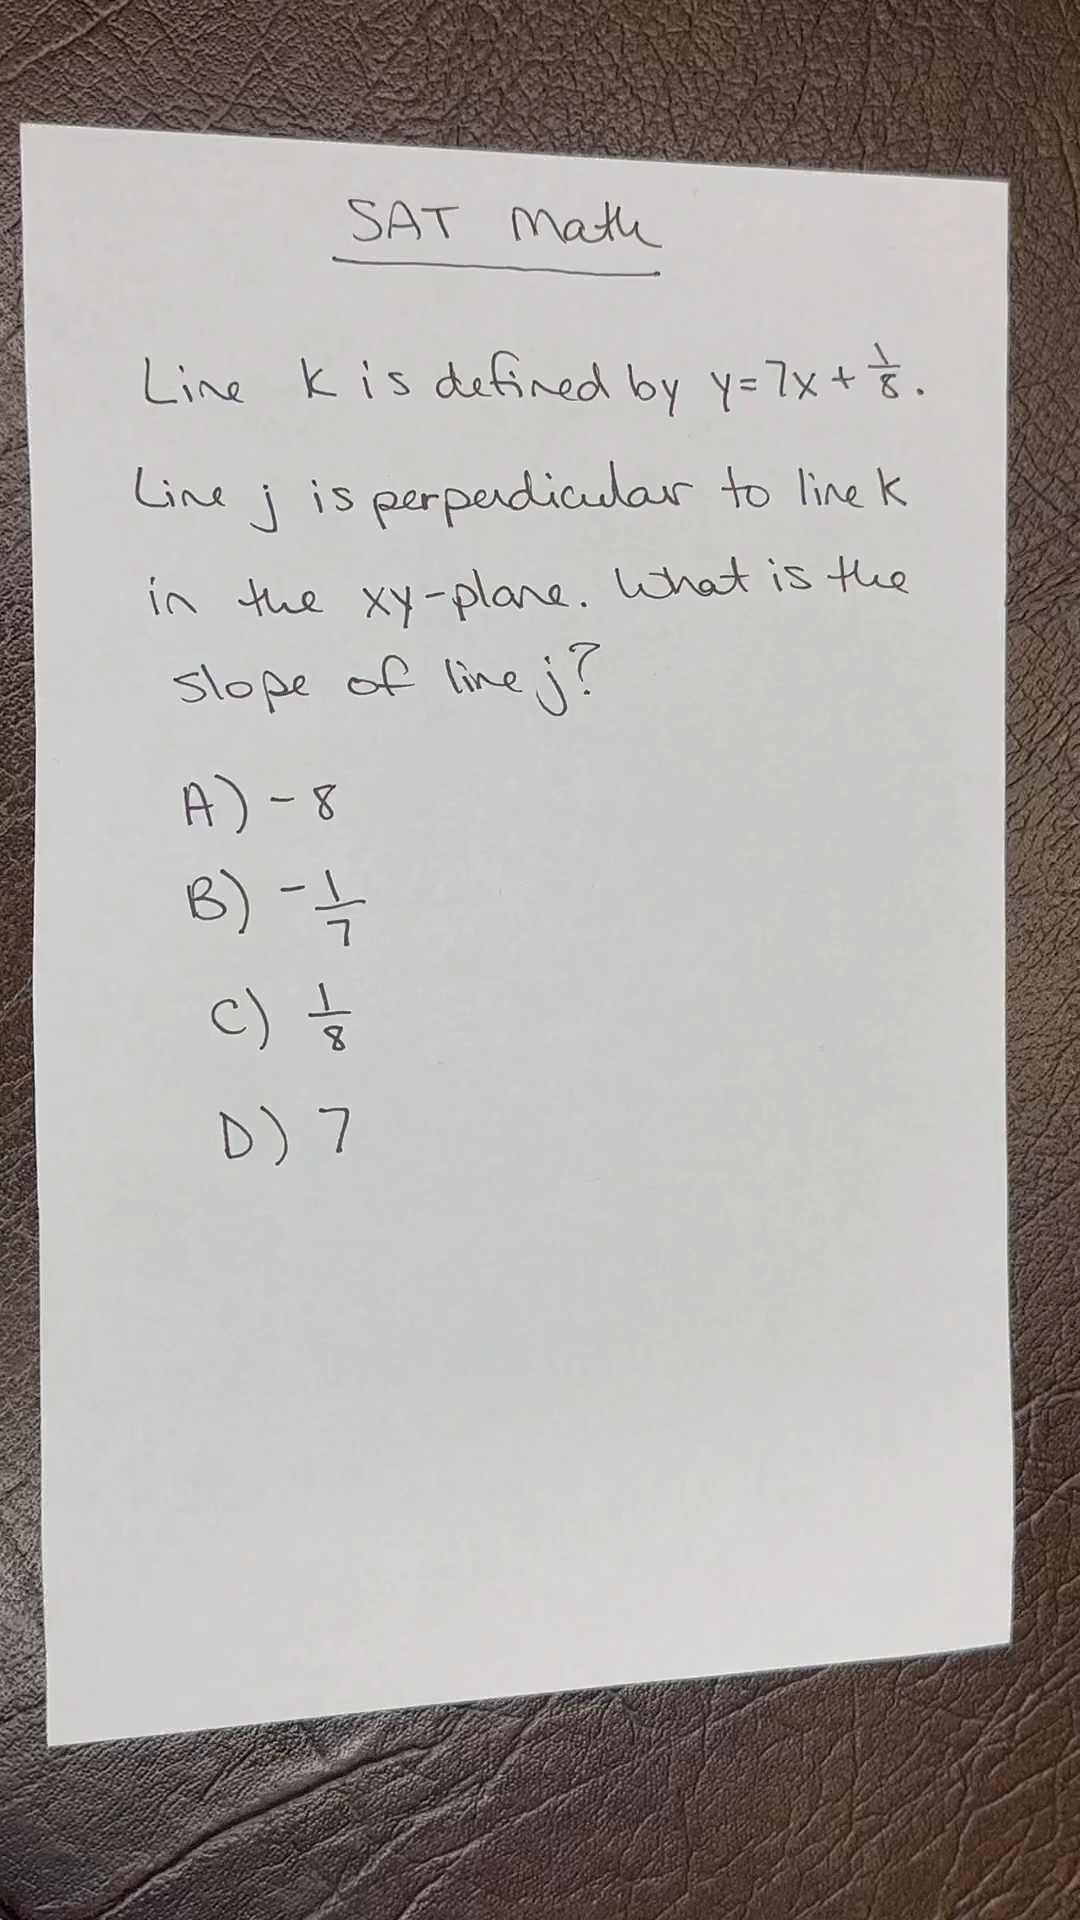 SAT Math
Line k is defined by y=7x+1/8.
Line j is perpendicular to line k
in the xy-plane. What is the
slope of line j?
A) -8
B) -1/7
C) 1/8
D) 7